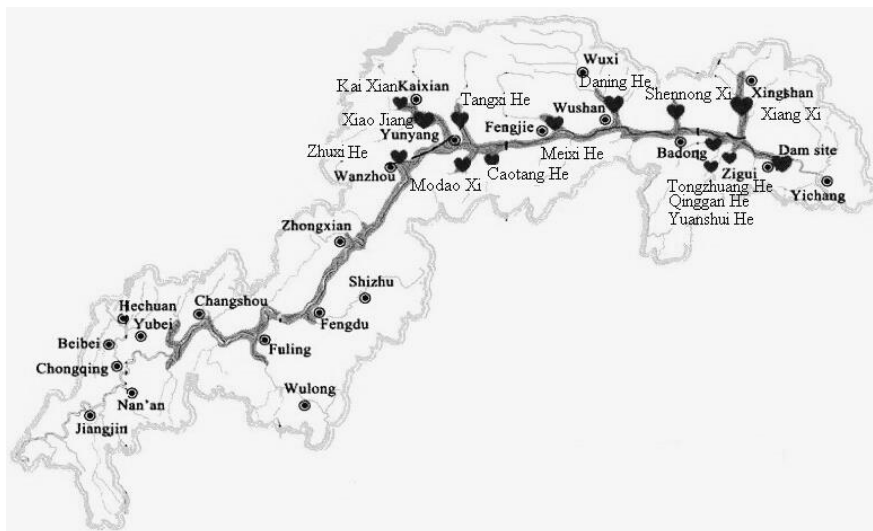 Wuxi
Daning He
Kai Xian
Kaixian
Tangxi He
Shennong Xi
Xingshan
Xiang Xi
Xiao Jiang
Yunyang
Fengjie
Wushan
Zhuxi He
Wanzhou
Modao Xi
Caotang He
Meixi He
Badong
Zigui
Dam site
Tongzhuang He
Qinggan He
Yuanshui He
Yichang
Zhongxian
Shizhu
Hechuan
Changshou
Yubei
Beibei
Fengdu
Fuling
Chongqing
Nan'an
Wulong
Jiangjin